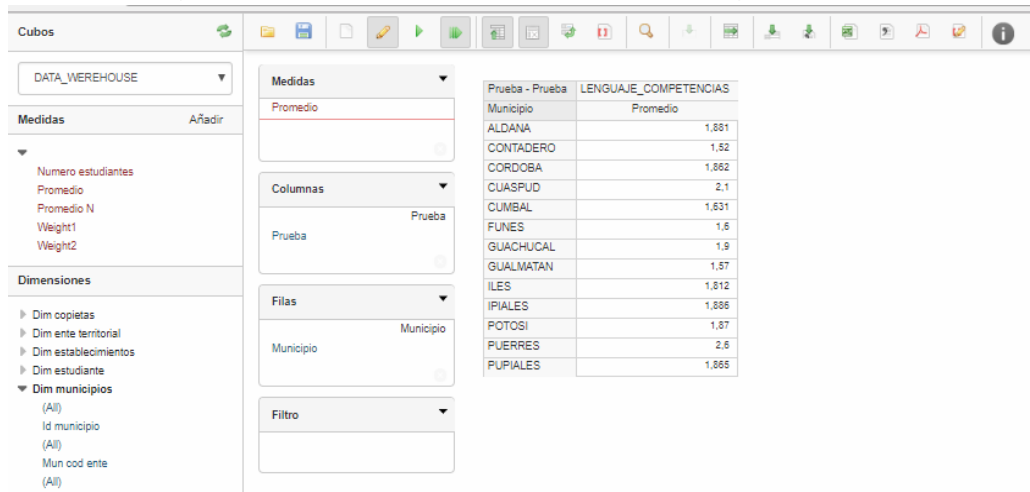 Cubos
DATA_WEREHOUSE
Medidas Añadir
Numero estudiantes
Promedio
Promedio N
Weight1
Weight2
Dimensiones
Dim copietas
Dim ente territorial
Dim establecimientos
Dim estudiante
Dim municipios
(All)
Id municipio
(All)
Mun cod ente
(All)
Medidas
Promedio
Columnas
Prueba
Prueba
Filas
Municipio
Municipio
Filtro
Prueba - Prueba LENGUAJE_COMPETENCIAS
Municipio Promedio
ALDANA 1,881
CONTADERO 1,52
CORDOBA 1,862
CUASPUD 2,1
CUMBAL 1,631
FUNES 1,6
GUACHUCAL 1,9
GUALMATAN 1,57
ILES 1,812
IPIALES 1,886
POTOSI 1,87
PUERRES 2,6
PUPIALES 1,865